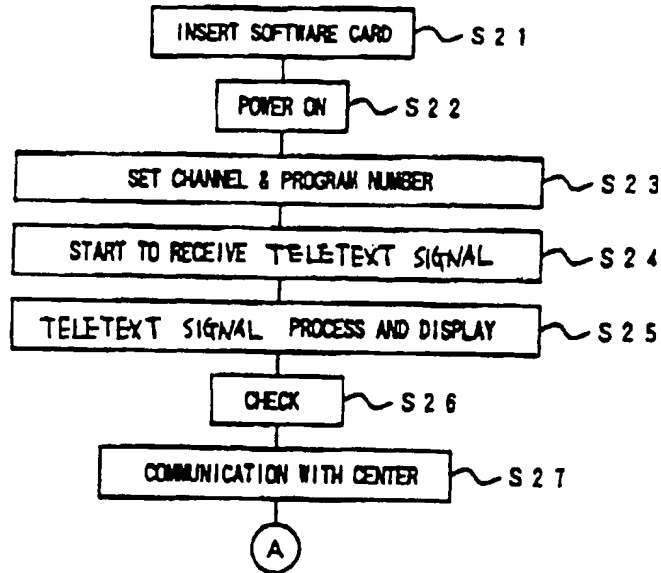 INSERT SOFTWARE CARD S21
POWER ON S22
SET CHANNEL & PROGRAM NUMBER S23
START TO RECEIVE TELETEXT SIGNAL S24
TELETEXT SIGNAL PROCESS AND DISPLAY S25
CHECK S26
COMMUNICATION WITH CENTER S27
A